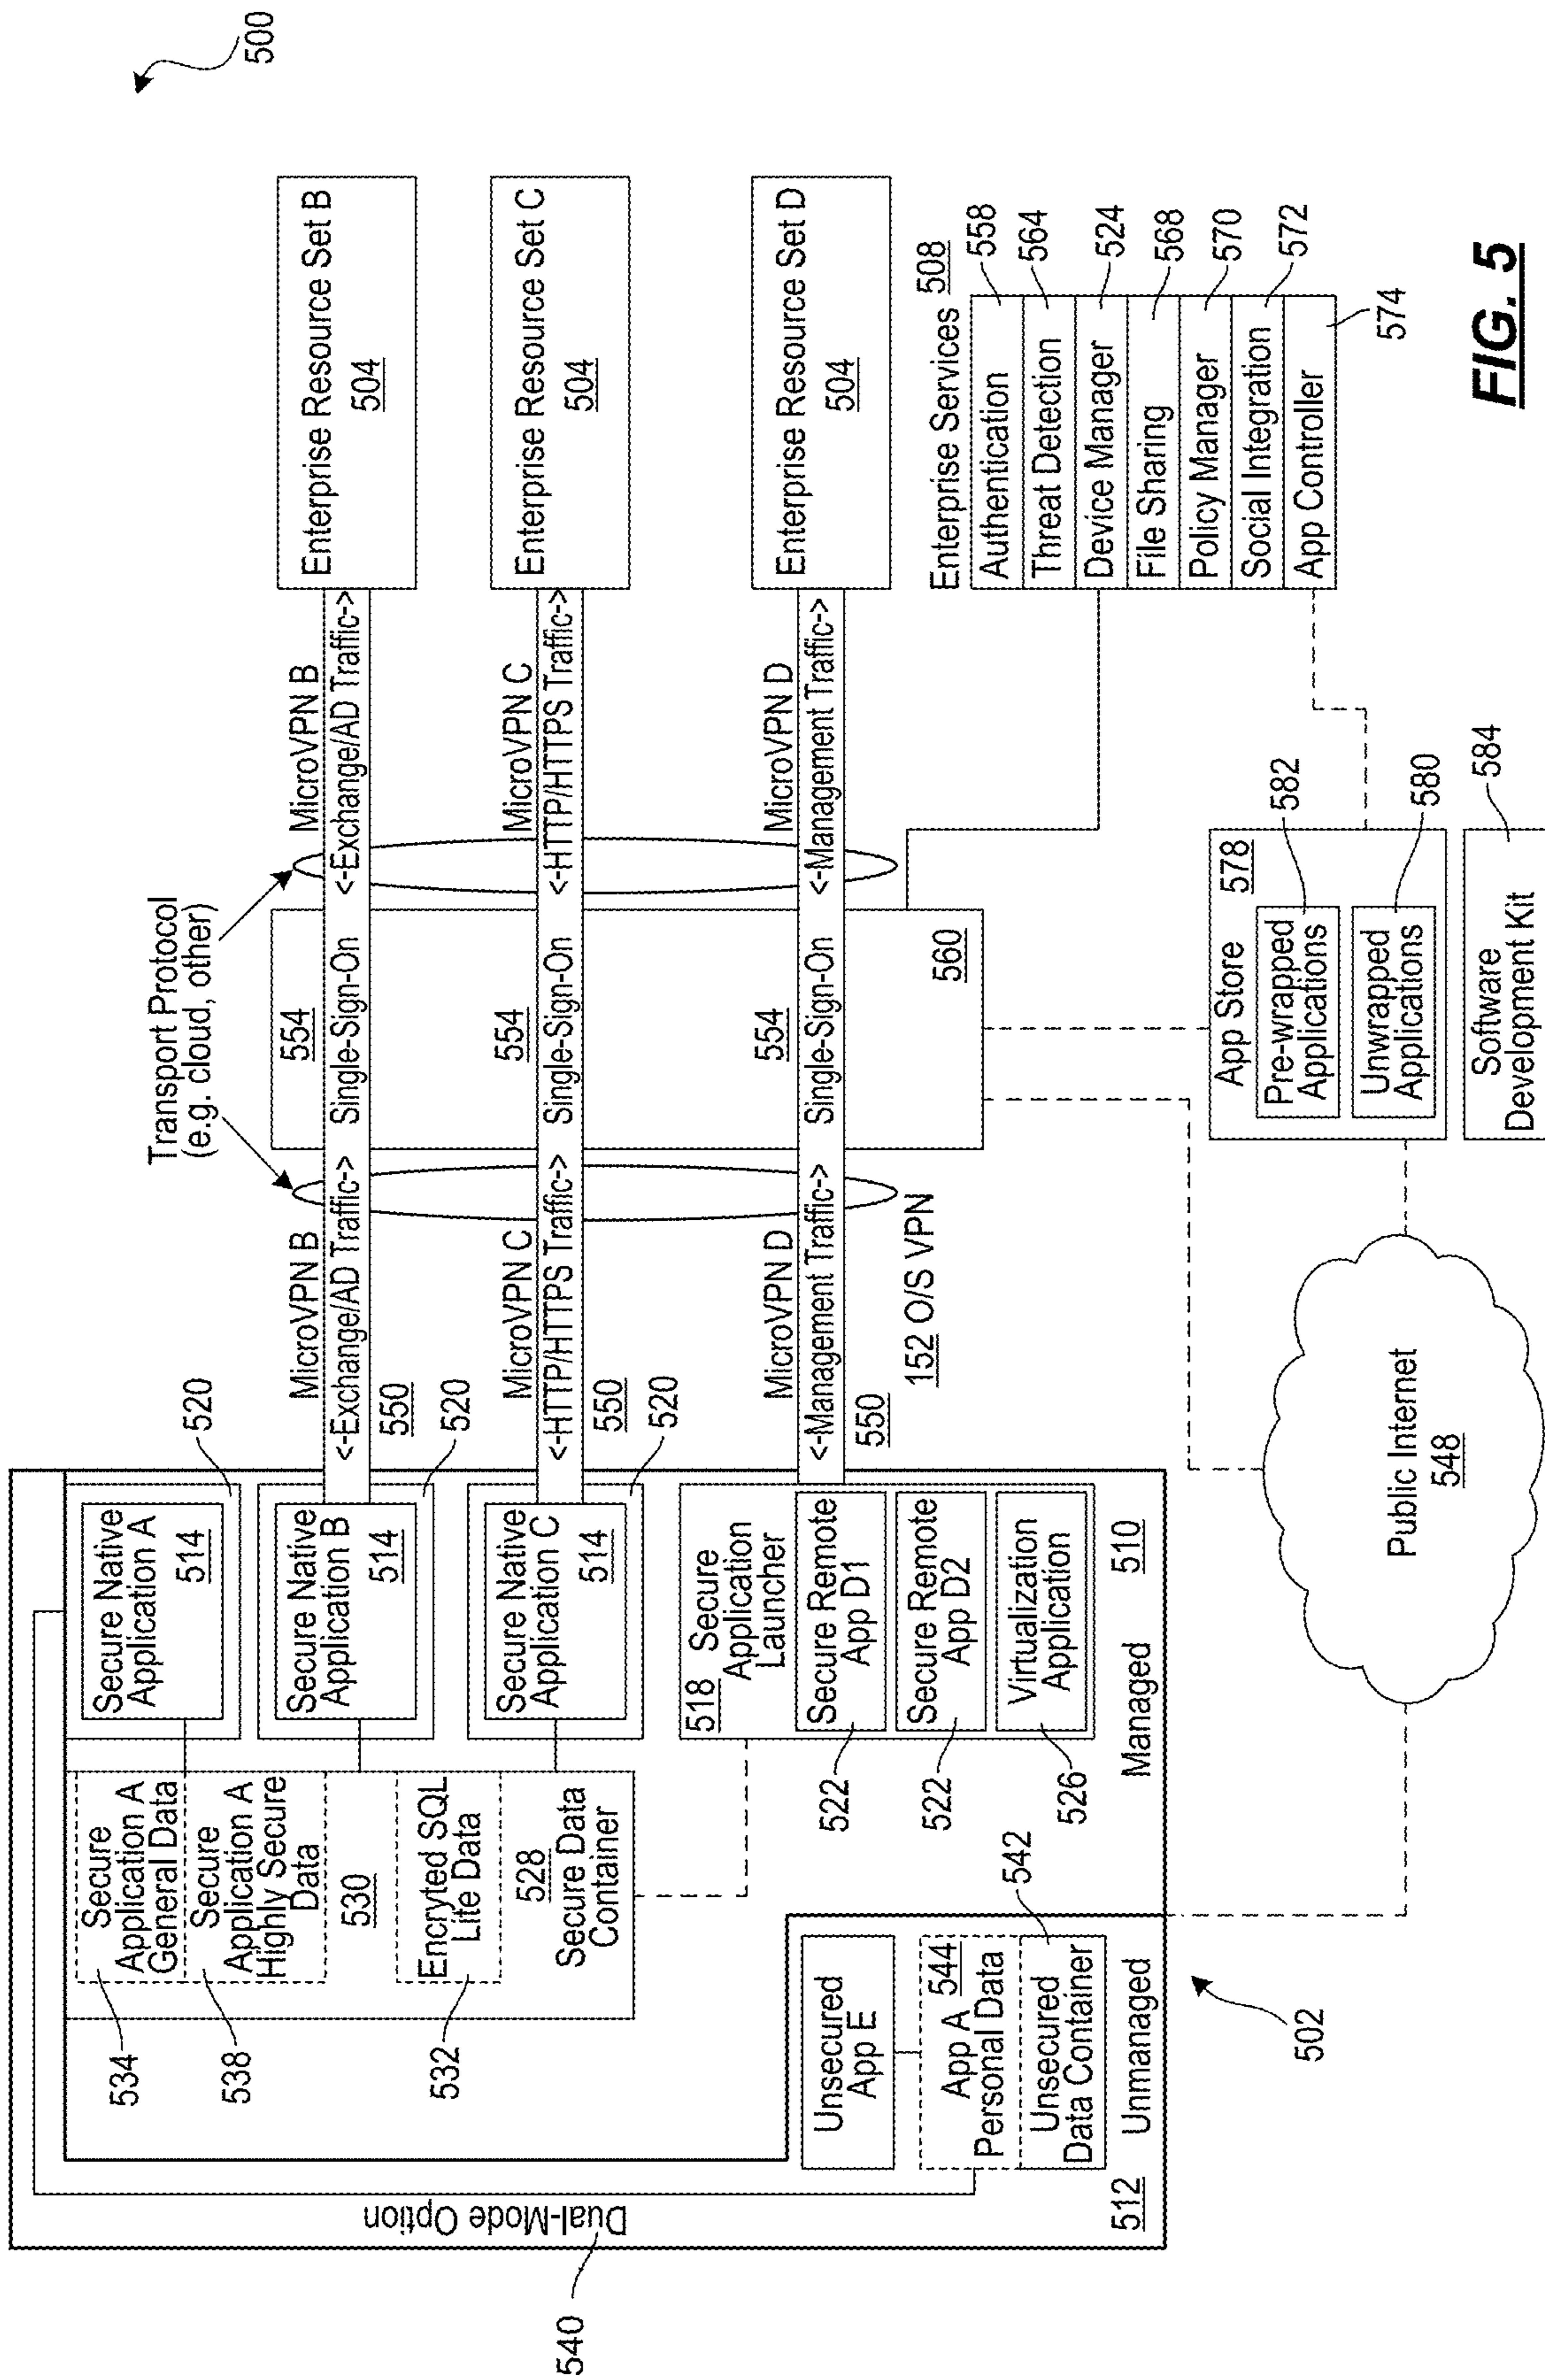 500
Transport Protocol
(e.g. cloud, other)
540
Dual-Mode Option
534
Secure
Application A
General Data
538
Secure
Application A
Highly Secure
Data
530
532
Encryted SQL
Lite Data
528
Secure Data
Container
Secure Native
Application A
514
520
Secure Native
Application B
514
520
Secure Native
Application C
514
520
518 Secure
Application
Launcher
522
Secure Remote
App D1
522
Secure Remote
App D2
526
Virtualization
Application
Managed
510
Unsecured
App E
544
App A
Personal Data
542
Unsecured
Data Container
512
Unmanaged
502
MicroVPN B
<-Exchange/AD Traffic->
550
554
Single-Sign-On
MicroVPN B
<-Exchange/AD Traffic->
Enterprise Resource Set B
504
MicroVPN C
<-HTTP/HTTPS Traffic->
550
554
Single-Sign-On
MicroVPN C
<-HTTP/HTTPS Traffic->
Enterprise Resource Set C
504
MicroVPN D
<-Management Traffic->
550
554
Single-Sign-On
MicroVPN D
<-Management Traffic->
Enterprise Resource Set D
504
152 O/S VPN
560
Enterprise Services 508
Authentication
558
Threat Detection
564
Device Manager
524
File Sharing
568
Policy Manager
570
Social Integration
572
App Controller
574
Public Internet
548
App Store 578
Pre-wrapped
Applications
582
Unwrapped
Applications
580
Software
Development Kit
584
FIG. 5